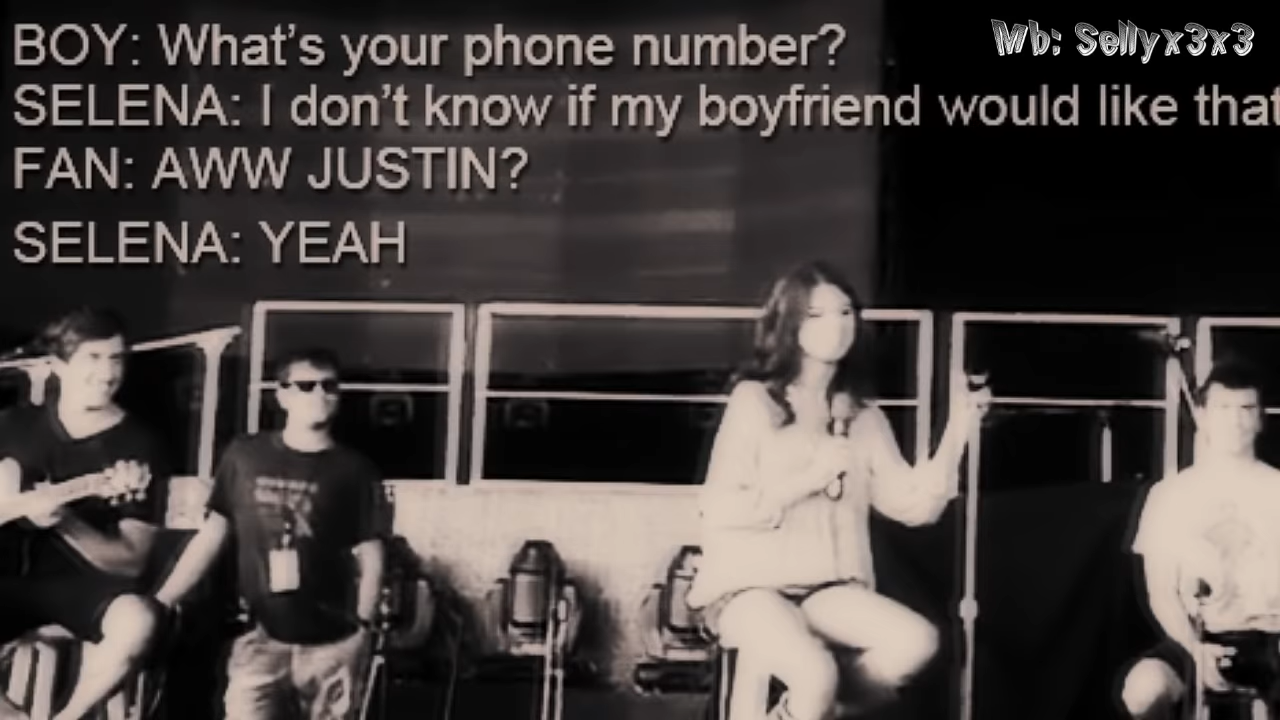 BOY: What's your phone number?
Wb: Sellyx3x3
SELENA: I don't know if my boyfriend would like that
FAN: AWW JUSTIN?
SELENA: YEAH